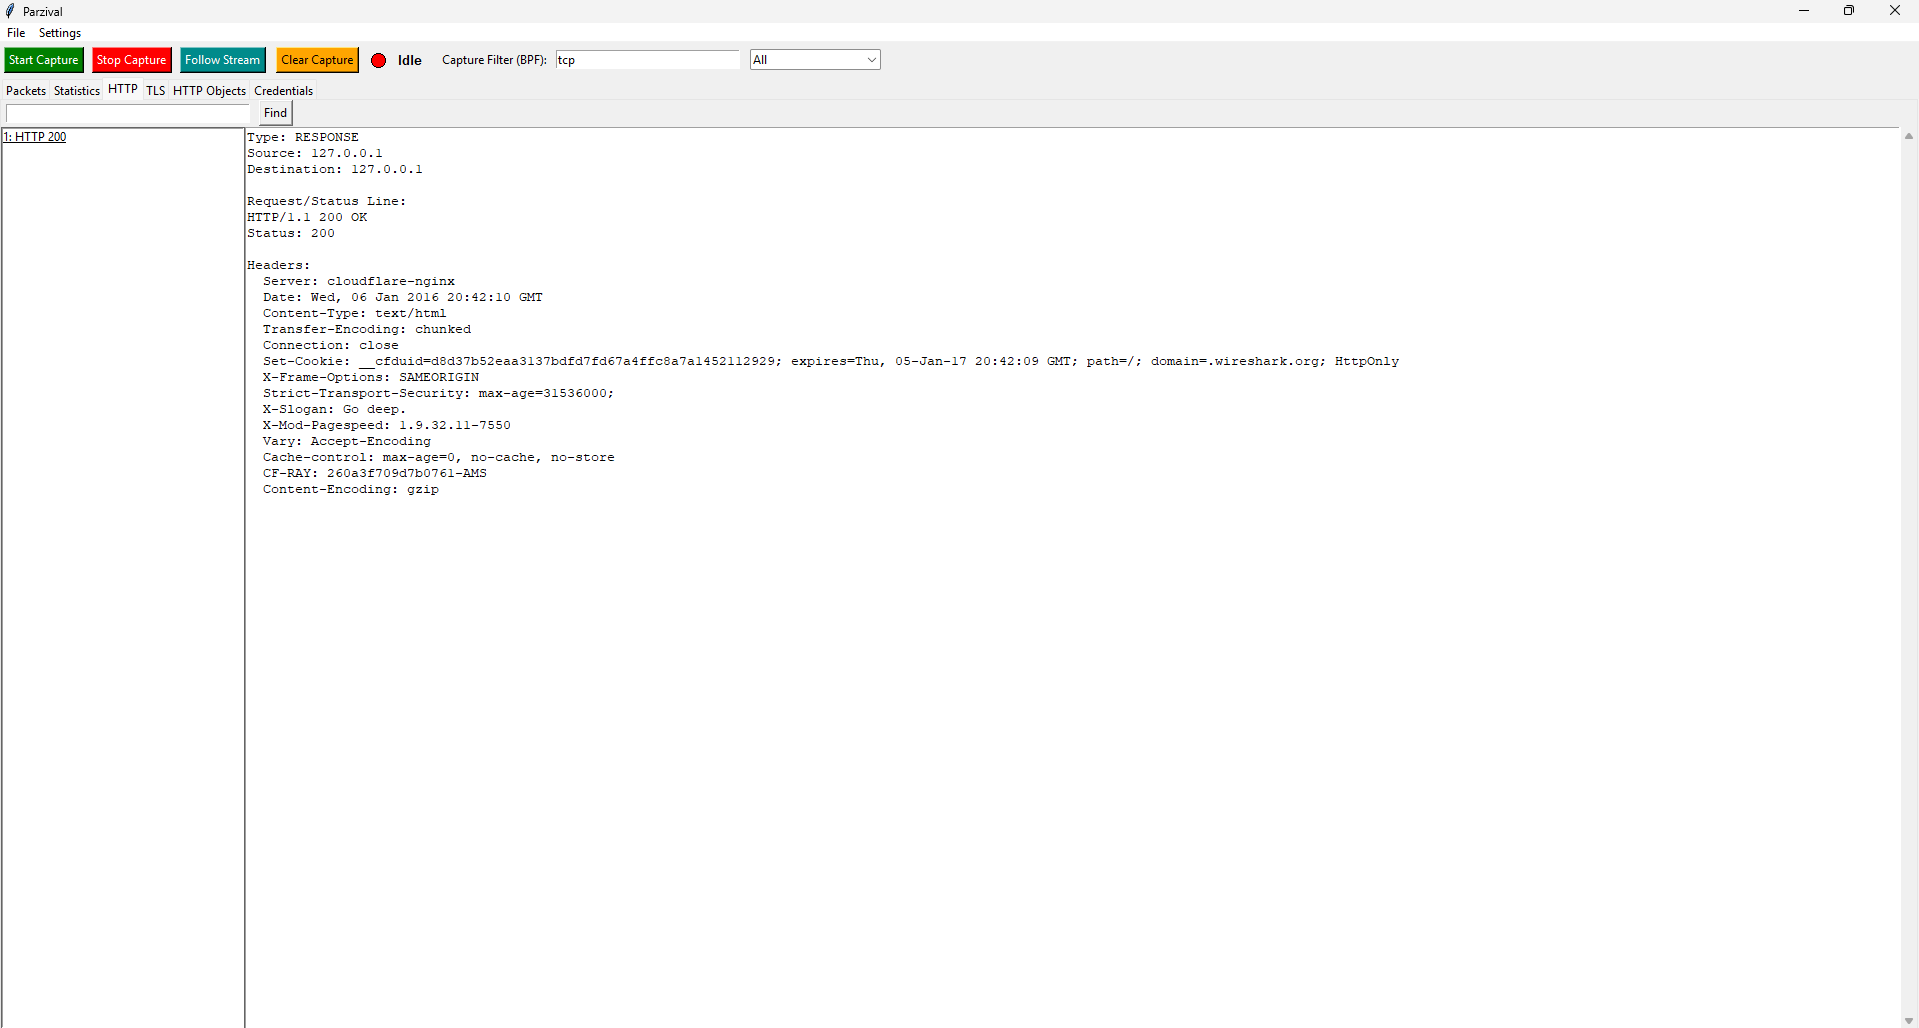 Parzival
File Settings
Start Capture Stop Capture Follow Stream Clear Capture Idle Capture Filter (BPF): tcp All
Packets Statistics HTTP TLS HTTP Objects Credentials
Find
1: HTTP 200
Type: RESPONSE
Source: 127.0.0.1
Destination: 127.0.0.1
Request/Status Line:
HTTP/1.1 200 OK
Status: 200
Headers:
Server: cloudflare-nginx
Date: Wed, 06 Jan 2016 20:42:10 GMT
Content-Type: text/html
Transfer-Encoding: chunked
Connection: close
Set-Cookie: __cfduid=d8d37b52eaa3137bdfd7fd67a4ffc8a7a1452112929; expires=Thu, 05-Jan-17 20:42:09 GMT; path=/; domain=.wireshark.org; HttpOnly
X-Frame-Options: SAMEORIGIN
Strict-Transport-Security: max-age=31536000;
X-Slogan: Go deep.
X-Mod-Pagespeed: 1.9.32.11-7550
Vary: Accept-Encoding
Cache-control: max-age=0, no-cache, no-store
CF-RAY: 260a3f709d7b0761-AMS
Content-Encoding: gzip